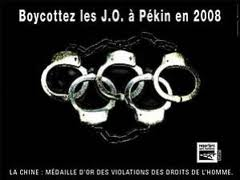 Boycottez les J.O. à Pékin en 2008
LA CHINE : MÉDAILLE D'OR DES VIOLATIONS DES DROITS DE L'HOMME.